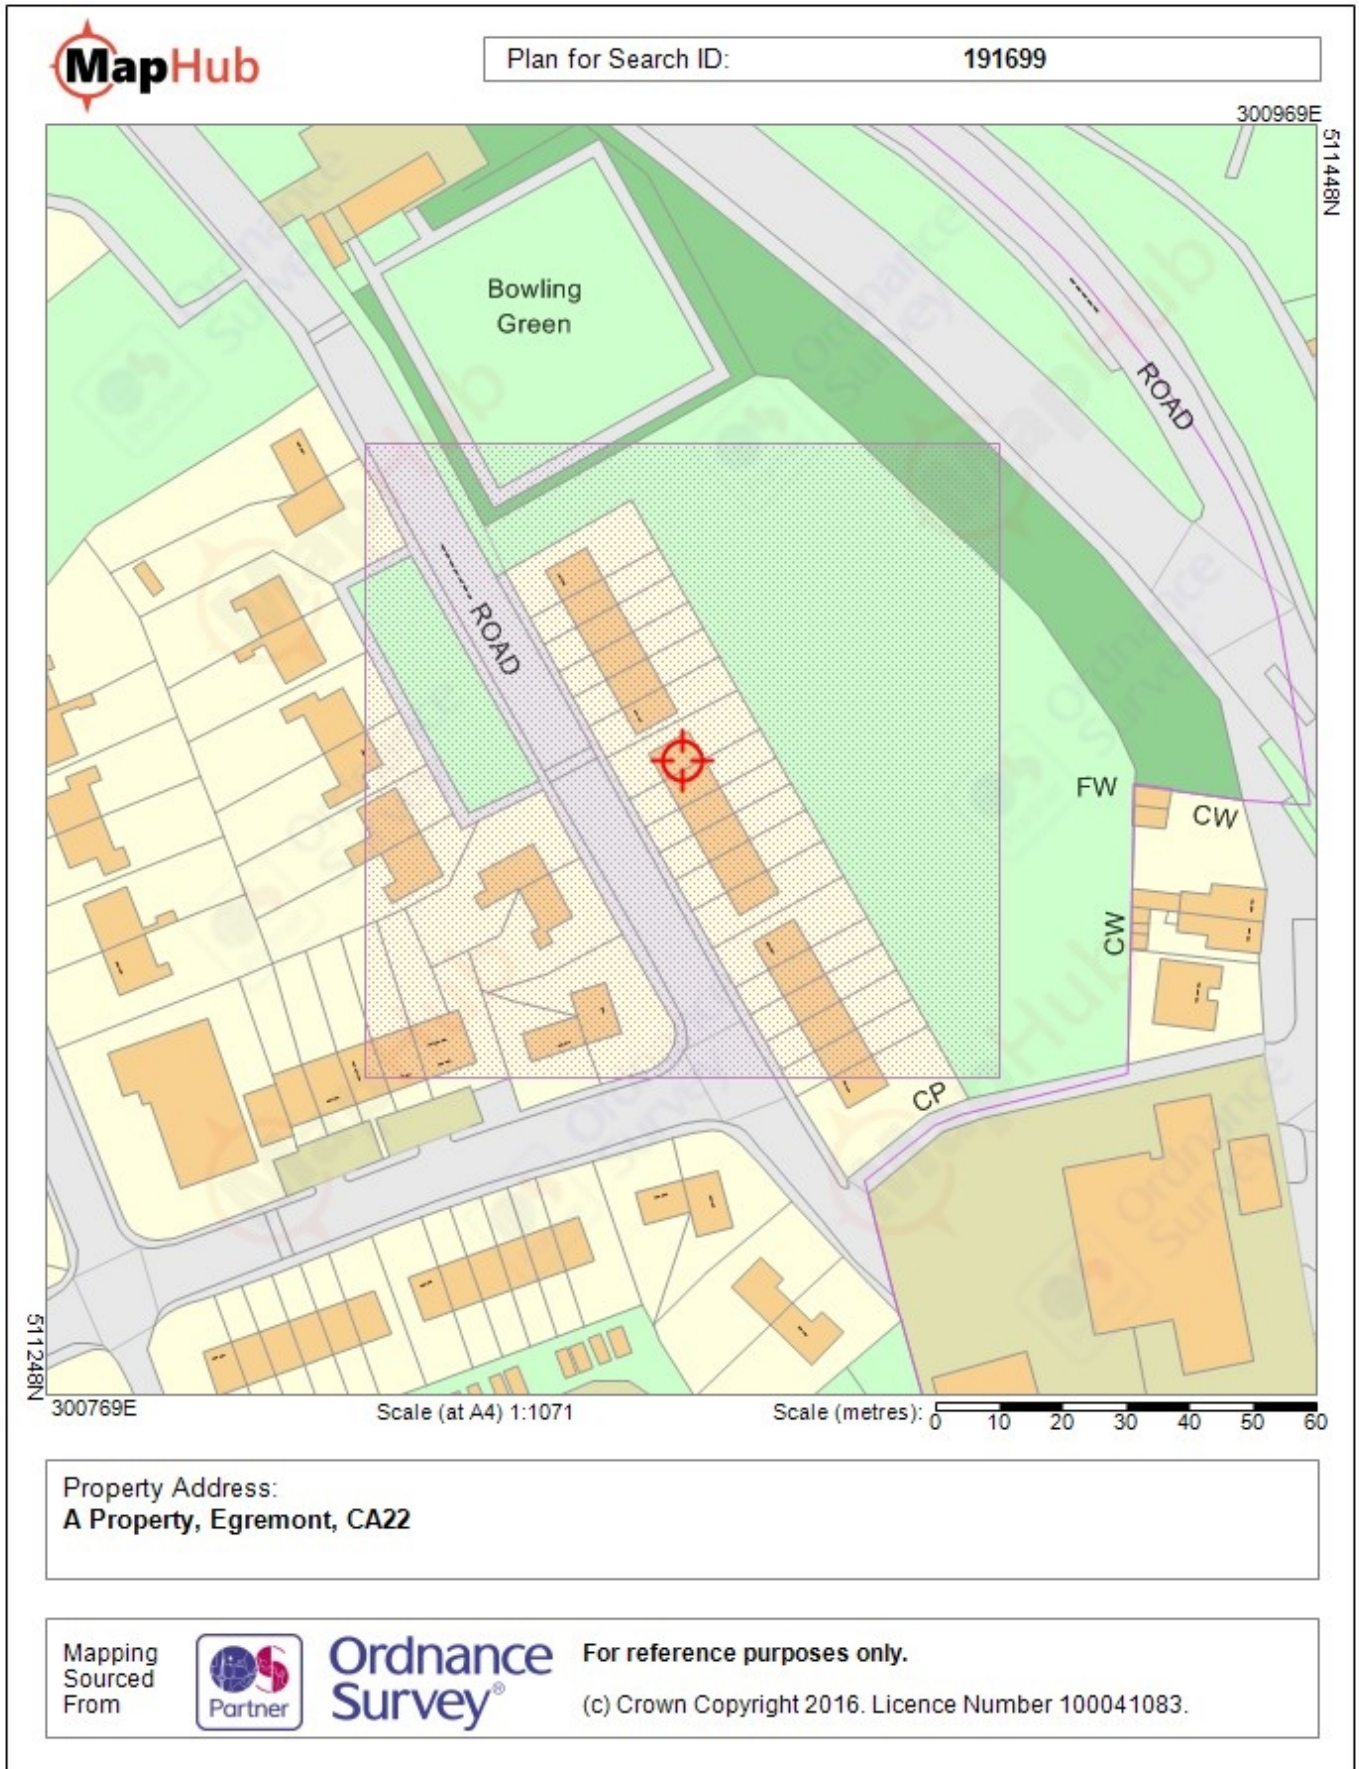 MapHub
Plan for Search ID: 191699
300969E
511448N
Bowling
Green
ROAD
ROAD
FW
CW
CW
CP
511248N
300769E
Scale (at A4) 1:1071
Scale (metres): 0 10 20 30 40 50 60
Property Address:
A Property, Egremont, CA22
Mapping
Sourced
From
Partner
Ordnance
Survey®
For reference purposes only.
(c) Crown Copyright 2016. Licence Number 100041083.